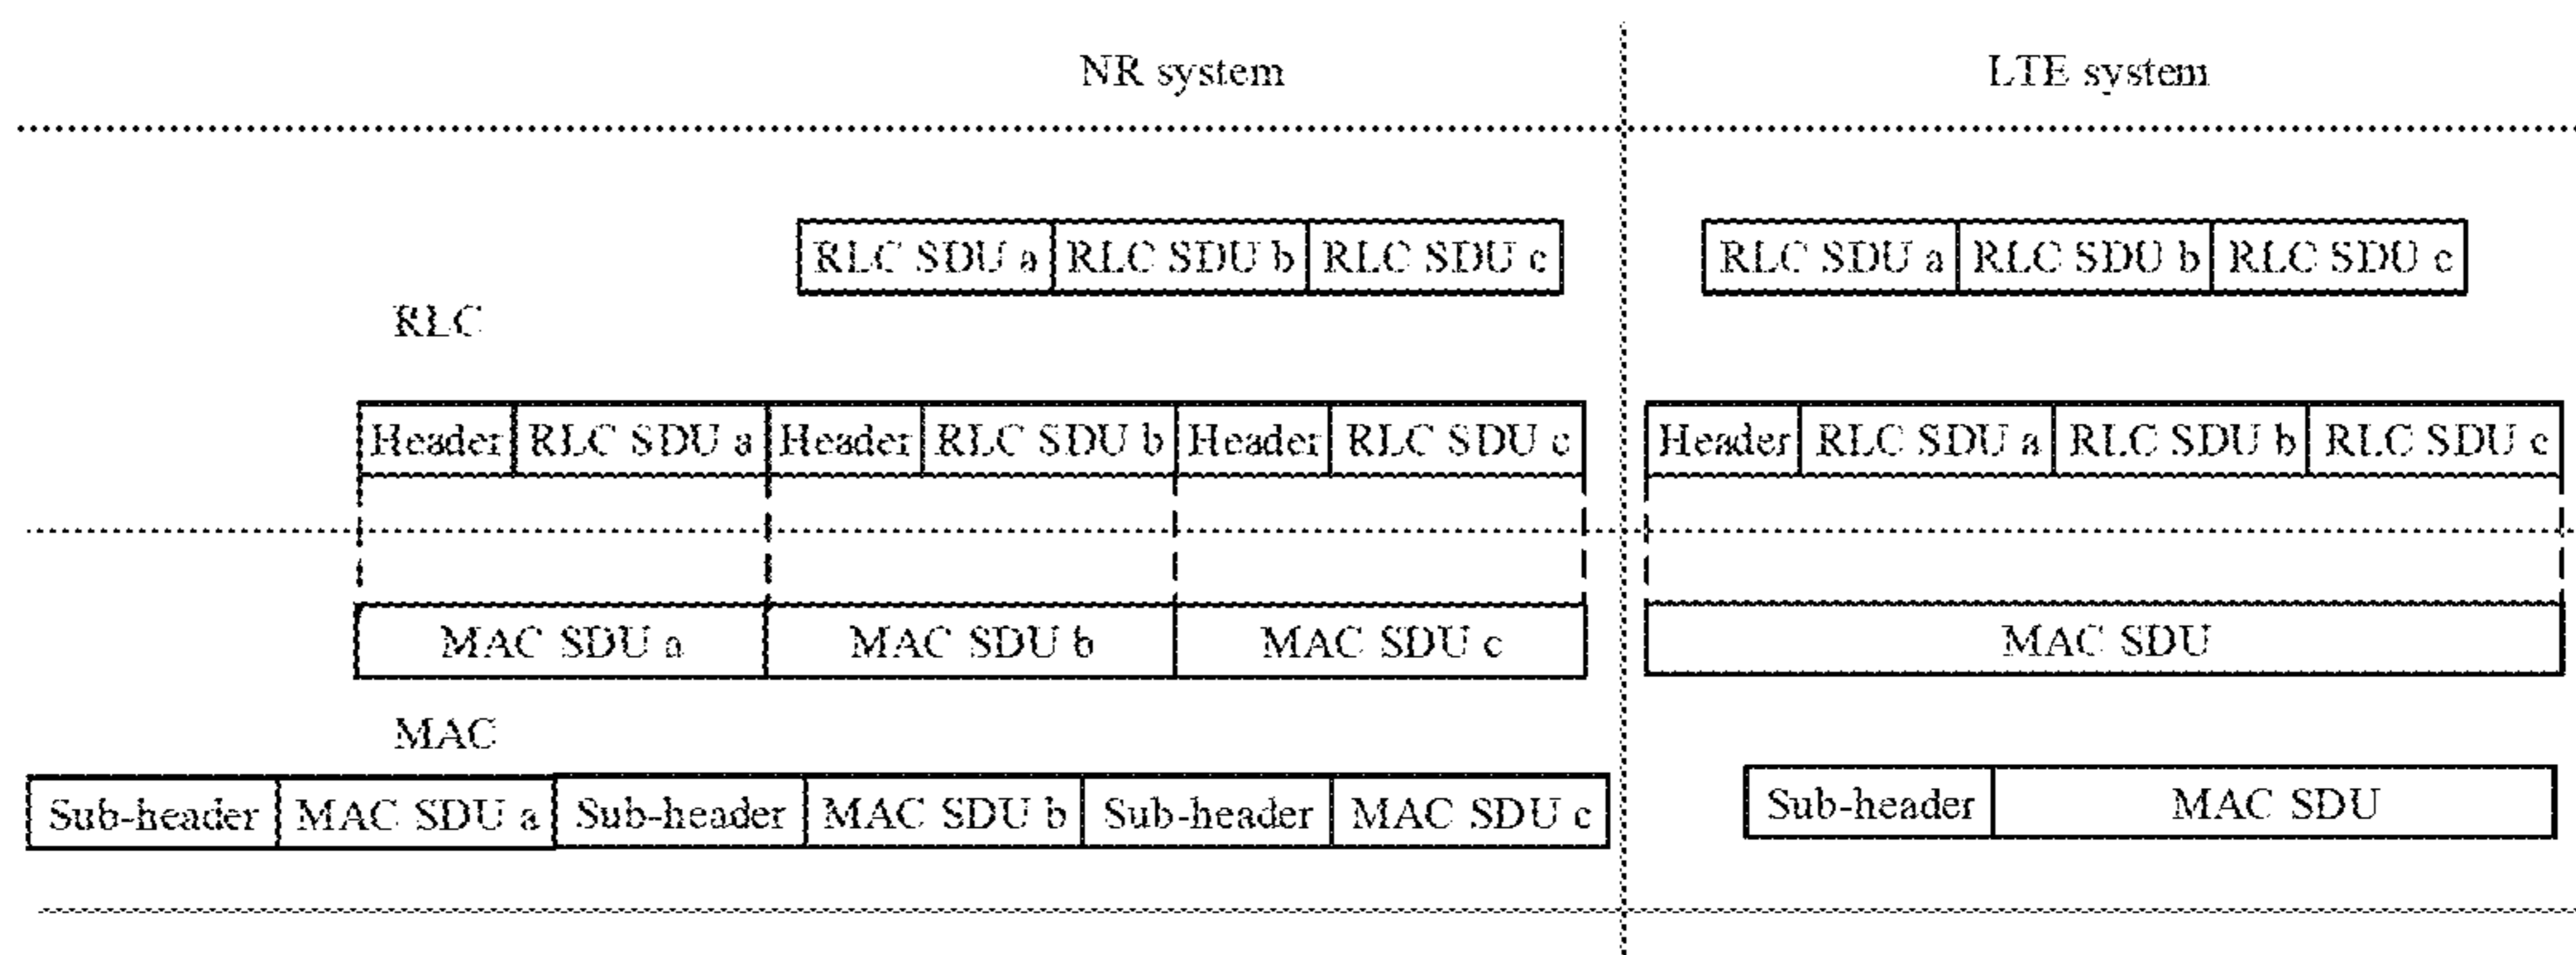 NR system LTE system
RLC SDU a RLC SDU b RLC SDU c RLC SDU a RLC SDU b RLC SDU c
RLC
Header RLC SDU a Header RLC SDU b Header RLC SDU c Header RLC SDU a RLC SDU b RLC SDU c
MAC SDU a MAC SDU b MAC SDU c MAC SDU
MAC
Sub-header MAC SDU a Sub-header MAC SDU b Sub-header MAC SDU c Sub-header MAC SDU